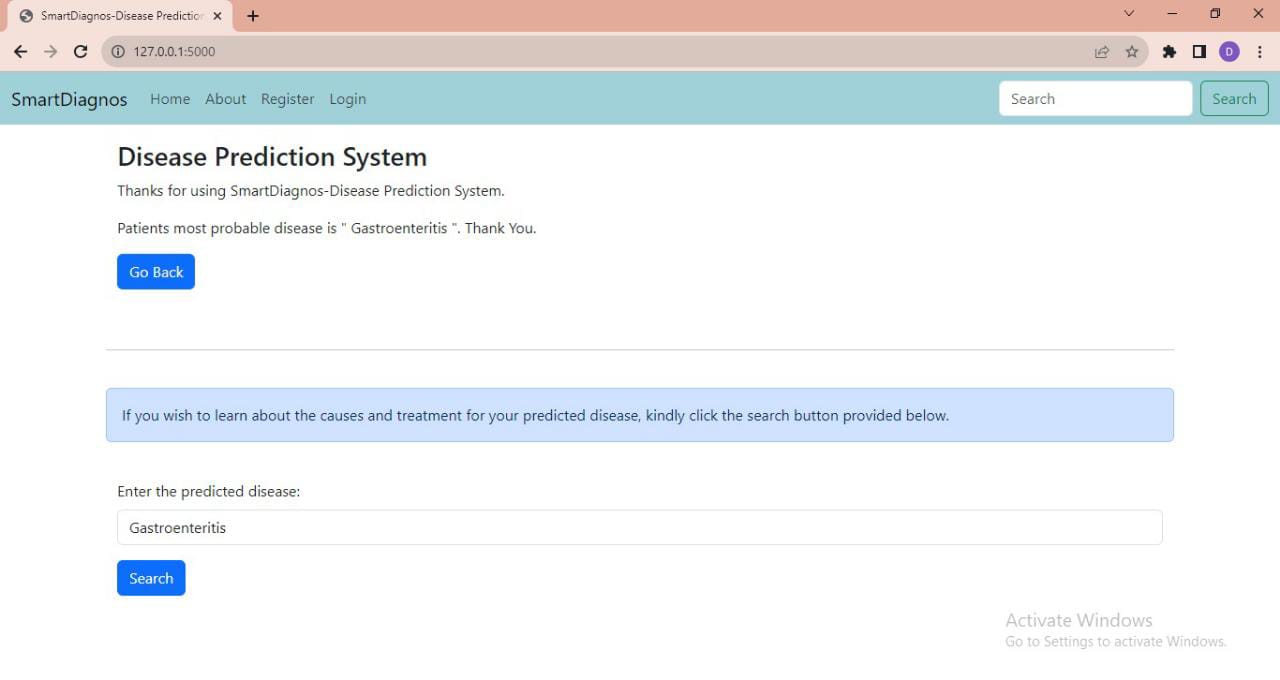 SmartDiagnos-Disease Prediction
127.0.0.1:5000
D
SmartDiagnos Home About Register Login Search Search
Disease Prediction System
Thanks for using SmartDiagnos-Disease Prediction System.
Patients most probable disease is " Gastroenteritis ". Thank You.
Go Back
If you wish to learn about the causes and treatment for your predicted disease, kindly click the search button provided below.
Enter the predicted disease:
Gastroenteritis
Search
Activate Windows
Go to Settings to activate Windows.